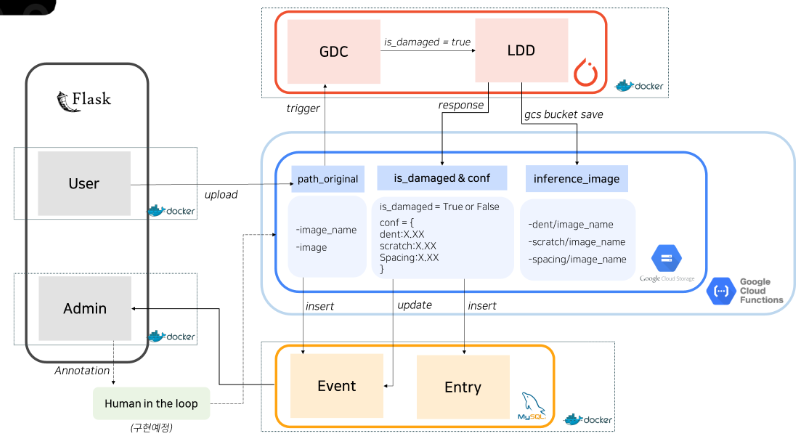 GDC
is_damaged = true
LDD
docker
Flask
trigger
response
gcs bucket save
User
upload
docker
path_original
is_damaged & conf
inference_image
-image_name
-image
is_damaged = True or False
conf = {
dent:X.XX
scratch:X.XX
Spacing:X.XX
}
-dent/image_name
-scratch/image_name
-spacing/image_name
Google Cloud Storage
Google
Cloud
Functions
Admin
docker
insert
update
insert
Annotation
Human in the loop
(구현예정)
Event
Entry
MySQL
docker